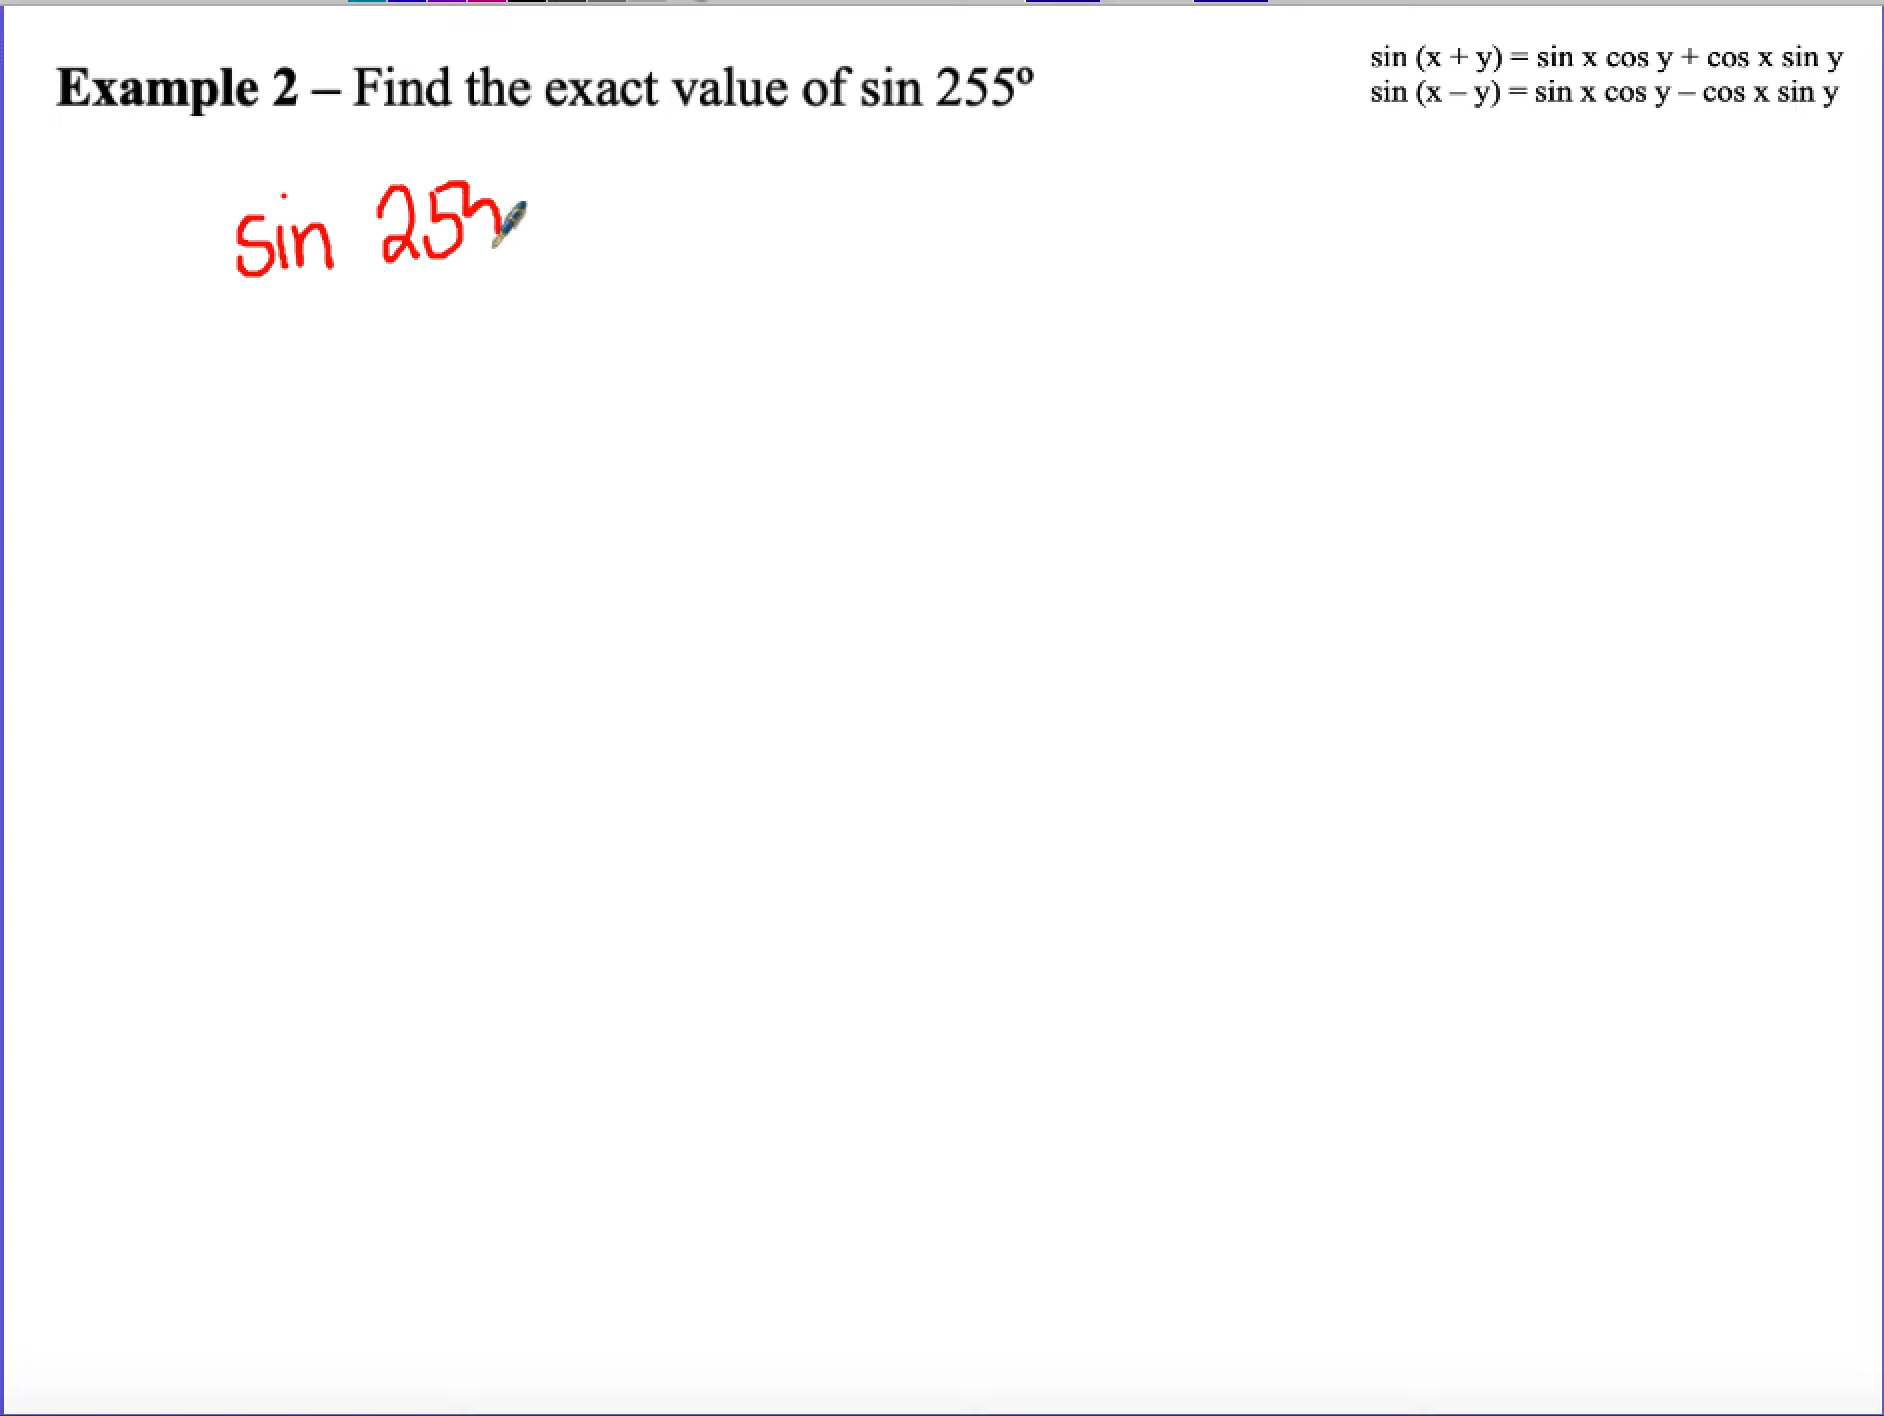 Example 2 – Find the exact value of sin 255º
sin (x + y) = sin x cos y + cos x sin y
sin (x – y) = sin x cos y – cos x sin y
sin 25